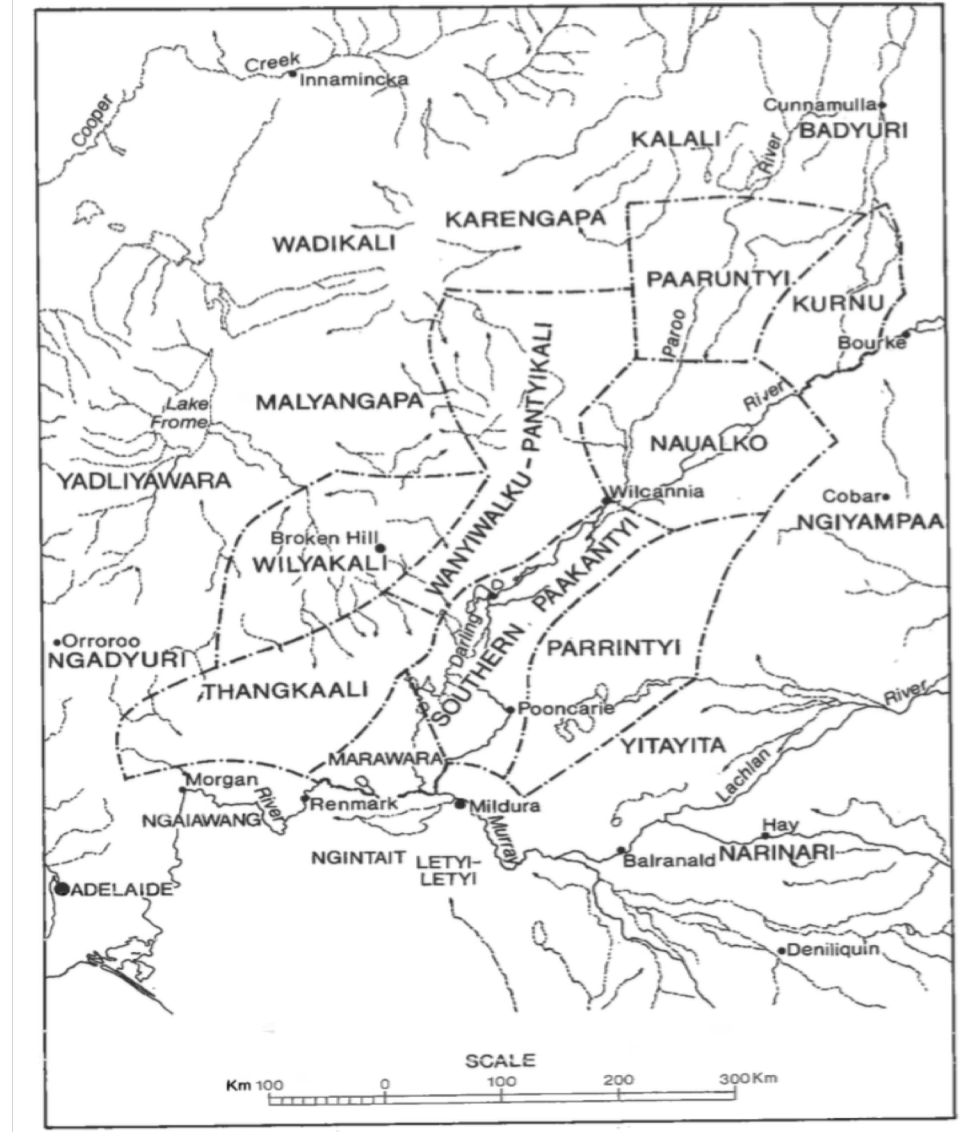 Creek
Innamincka
Cooper
Cunnamulla
BADYURI
KALALI
River
KARENGAPA
WADIKALI
PAARUNTYI
KURNU
Paroo
Bourke
MALYANGAPA
WANYIWALKU - PANTYIKALI
River
Lake
Frome
NAUALKO
YADLIYAWARA
Wilcannia
Cobar
NGIYAMPAA
Broken Hill
WILYAKALI
SOUTHERN PAAKANTYI
Darling
Orroroo
NGADYURI
PARRINTYI
THANGKAALI
River
Pooncarie
YITAYITA
MARAWARA
Lachlan
Morgan
River
Renmark
Mildura
NGAIAWANG
Murray
Hay
NGINTAIT
LETYI-
LETYI
Balranald
NARINARI
ADELAIDE
Deniliquin
SCALE
Km 100 0 100 200 300 Km